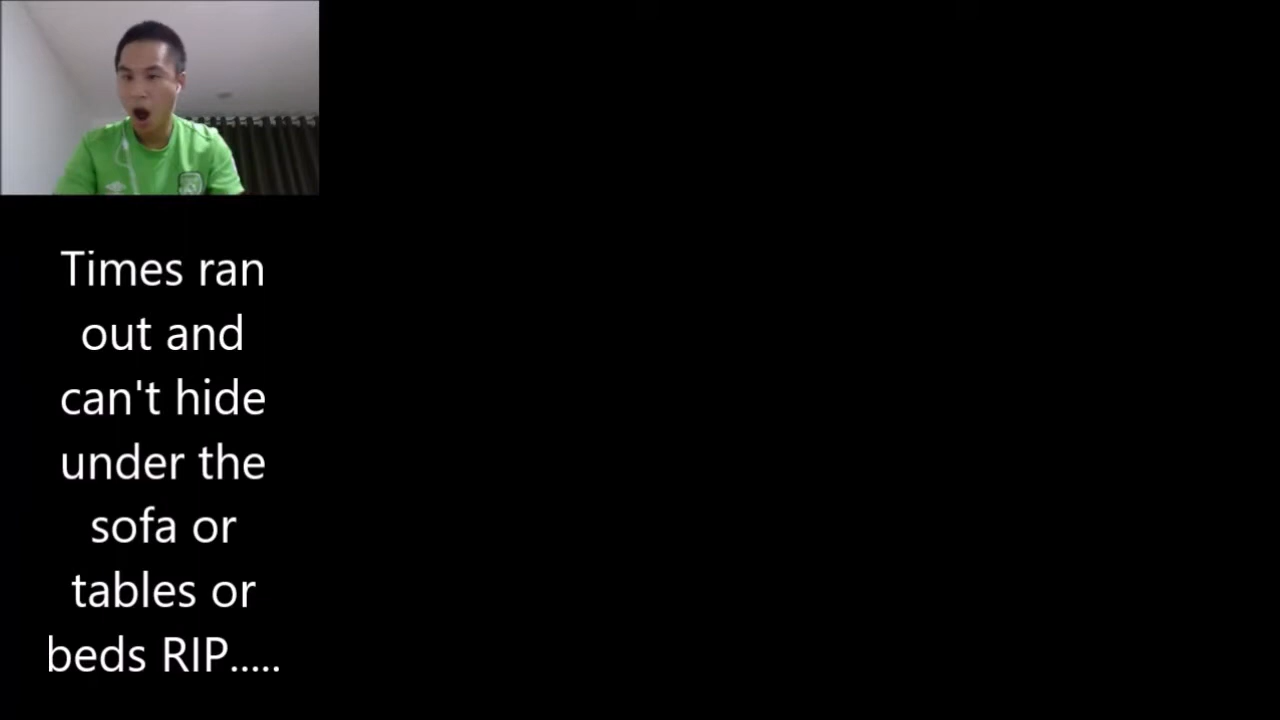 Times ran
out and
can't hide
under the
sofa or
tables or
beds RIP.....